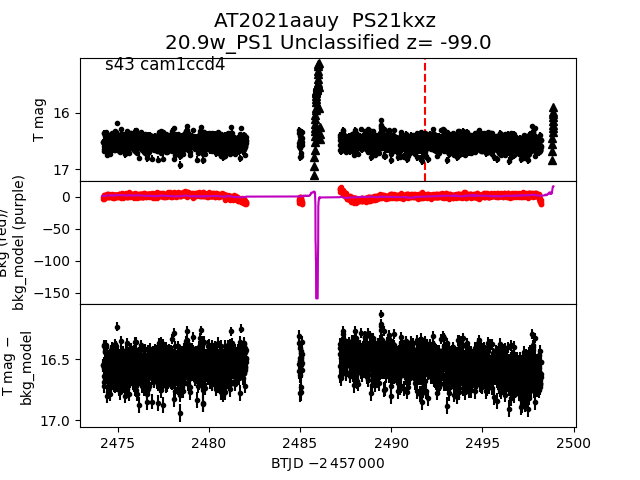 AT2021aauy  PS21kxz
20.9w_PS1 Unclassified z= -99.0
s43 cam1ccd4
T mag
16
17
Bkg (red)/
bkg_model (purple)
0
−50
−100
−150
T mag −
bkg_model
16.5
17.0
2475
2480
2485
2490
2495
2500
BTJD −2 457 000